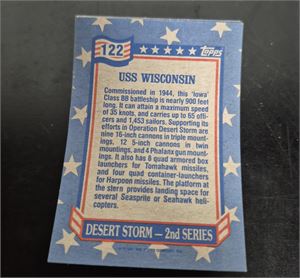 122
Topps
USS WISCONSIN
Commissioned in 1944, this 'Iowa'
Class BB battleship is nearly 900 feet
long. It can attain a maximum speed
of 35 knots, and carries up to 65 offi-
cers and 1,453 sailors. Supporting its
efforts in Operation Desert Storm are
nine 16-inch cannons in triple mount-
ings, 12 5-inch cannons in twin
mountings, and 4 Phalanx gun mount-
ings. It also has 8 quad armored box
launchers for Tomahawk missiles,
and four quad container-launchers
for Harpoon missiles. The platform at
the stern provides landing space for
several Seasprite or Seahawk heli-
copters.
DESERT STORM — 2nd SERIES